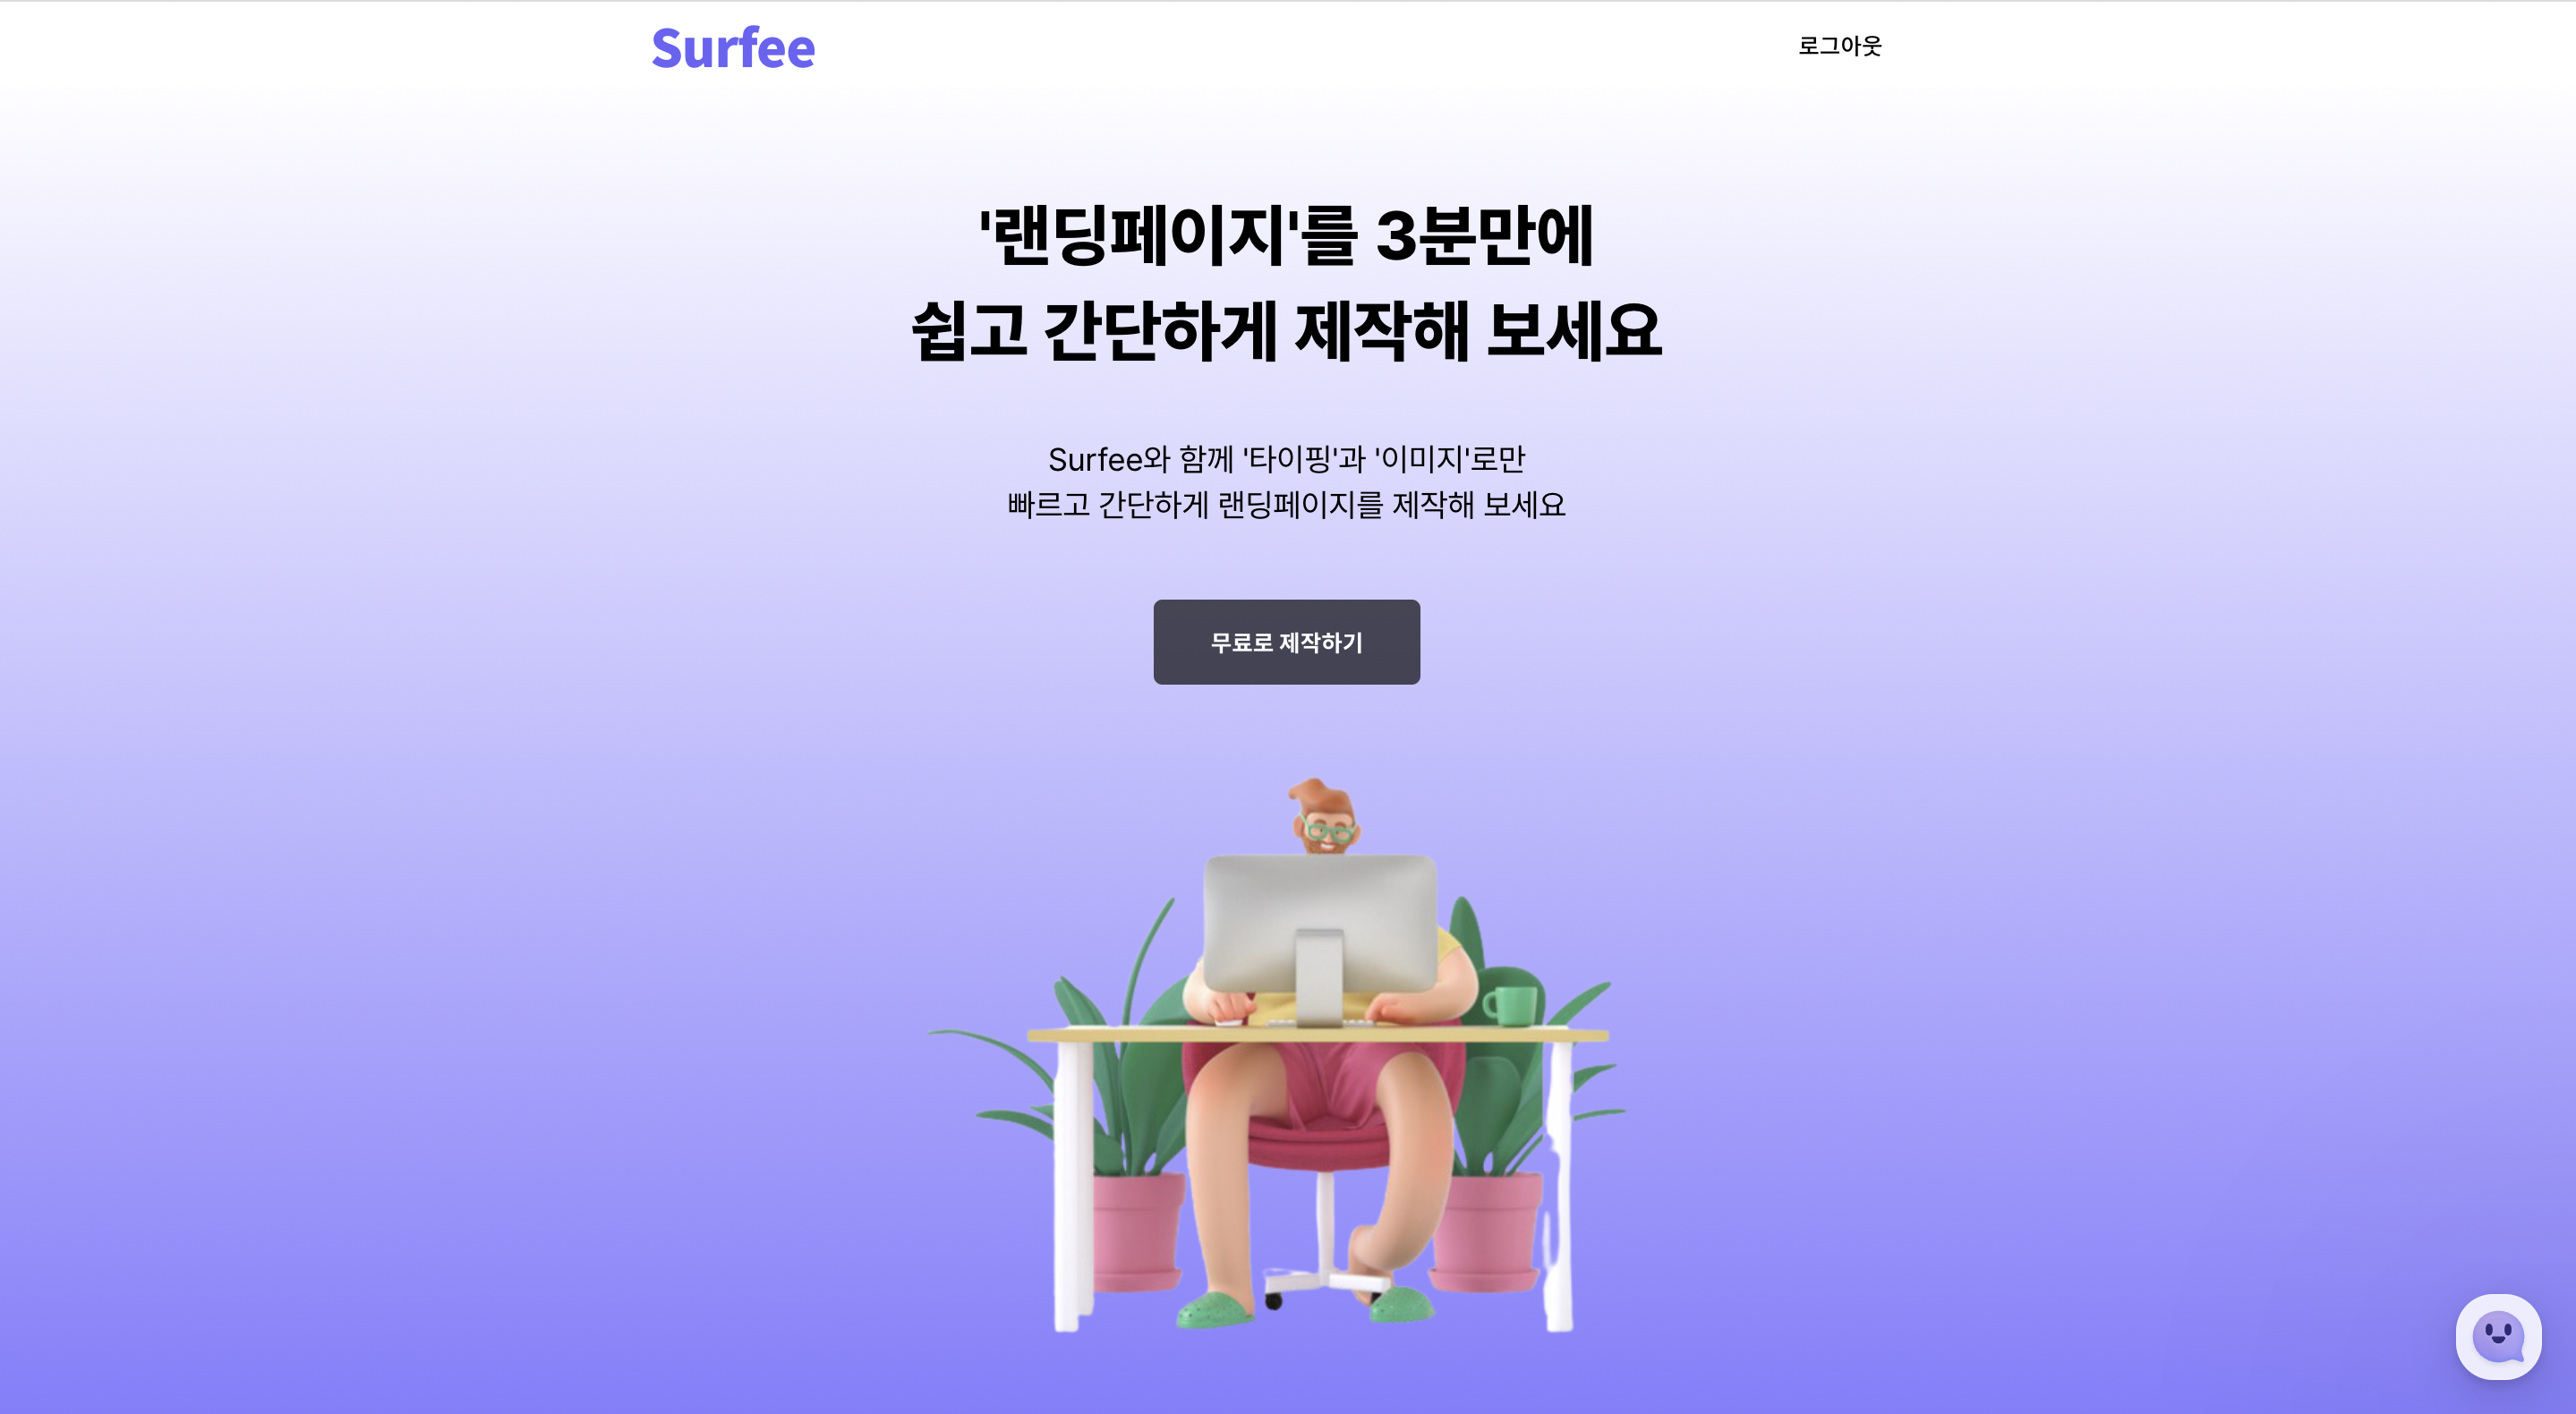 Surfee
로그아웃
'랜딩페이지'를 3분만에
쉽고 간단하게 제작해 보세요
Surfee와 함께 '타이핑'과 '이미지'로만
빠르고 간단하게 랜딩페이지를 제작해 보세요
무료로 제작하기